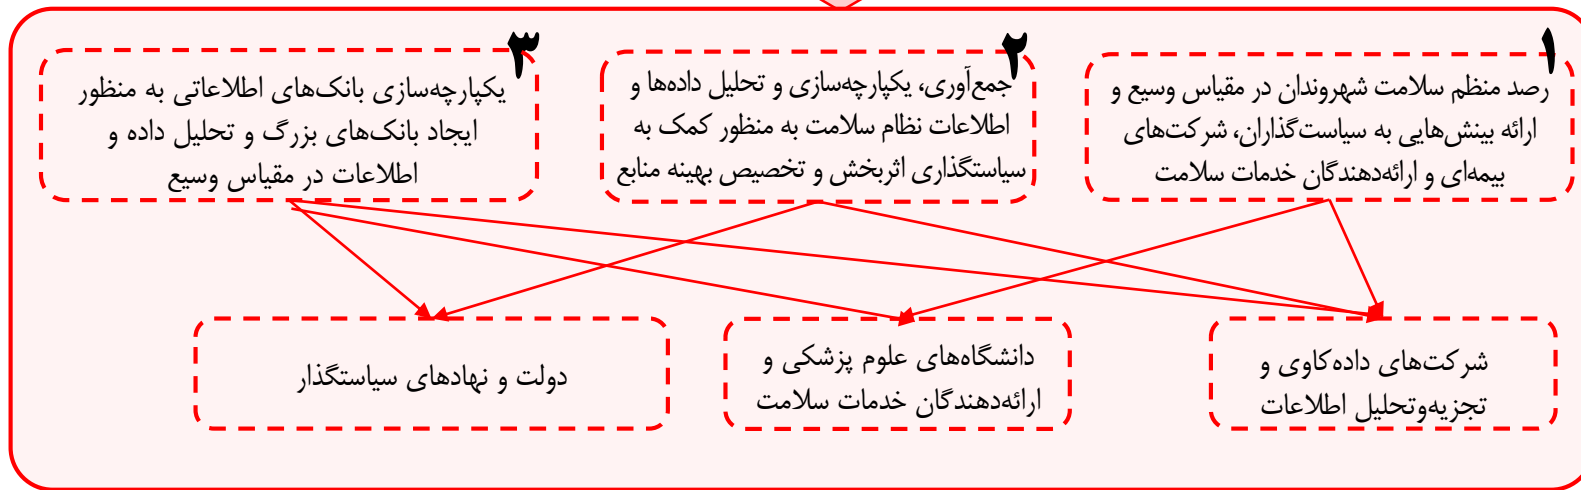 ۱
رصد منظم سلامت شهروندان در مقیاس وسیع و
ارائه بینش‌هایی به سیاست‌گذاران، شرکت‌های
بیمه‌ای و ارائه‌دهندگان خدمات سلامت
۲
جمع‌آوری، یکپارچه‌سازی و تحلیل داده‌ها و
اطلاعات نظام سلامت به منظور کمک به
سیاستگذاری اثربخش و تخصیص بهینه منابع
۳
یکپارچه‌سازی بانک‌های اطلاعاتی به منظور
ایجاد بانک‌های بزرگ و تحلیل داده و
اطلاعات در مقیاس وسیع
شرکت‌های داده‌کاوی و
تجزیه‌وتحلیل اطلاعات
دانشگاه‌های علوم پزشکی و
ارائه‌دهندگان خدمات سلامت
دولت و نهادهای سیاستگذار